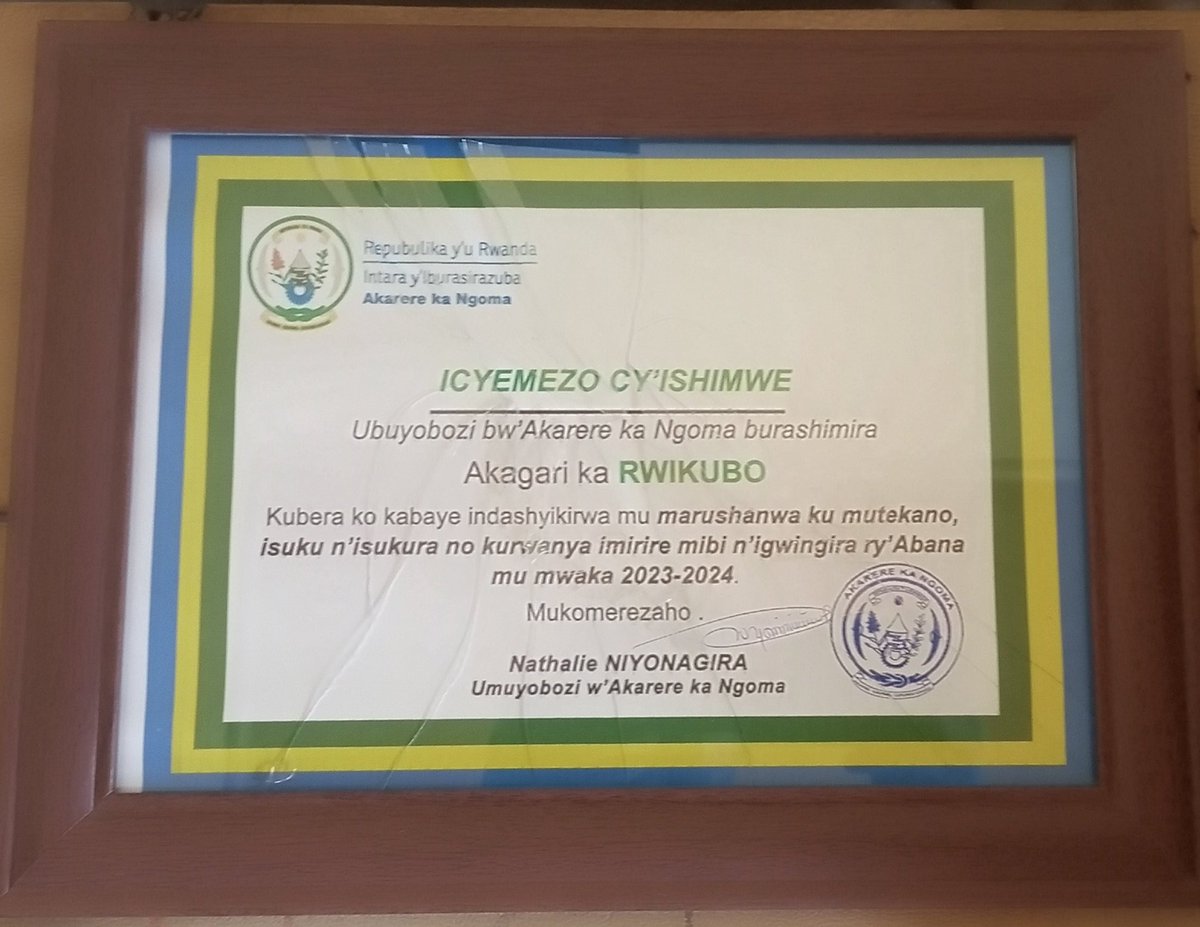 Repubulika y'u Rwanda
Intara y'Iburasirazuba
Akarere ka Ngoma
ICYEMEZO CY'ISHIMWE
Ubuyobozi bw'Akarere ka Ngoma burashimira
Akagari ka RWIKUBO
Kubera ko kabaye indashyikirwa mu marushanwa ku mutekano,
isuku n'isukura no kurwanya imirire mibi n'igwingira ry'Abana
mu mwaka 2023-2024.
Mukomerezaho .
Nathalie NIYONAGIRA
Umuyobozi w'Akarere ka Ngoma
AKARERE KA NGOMA